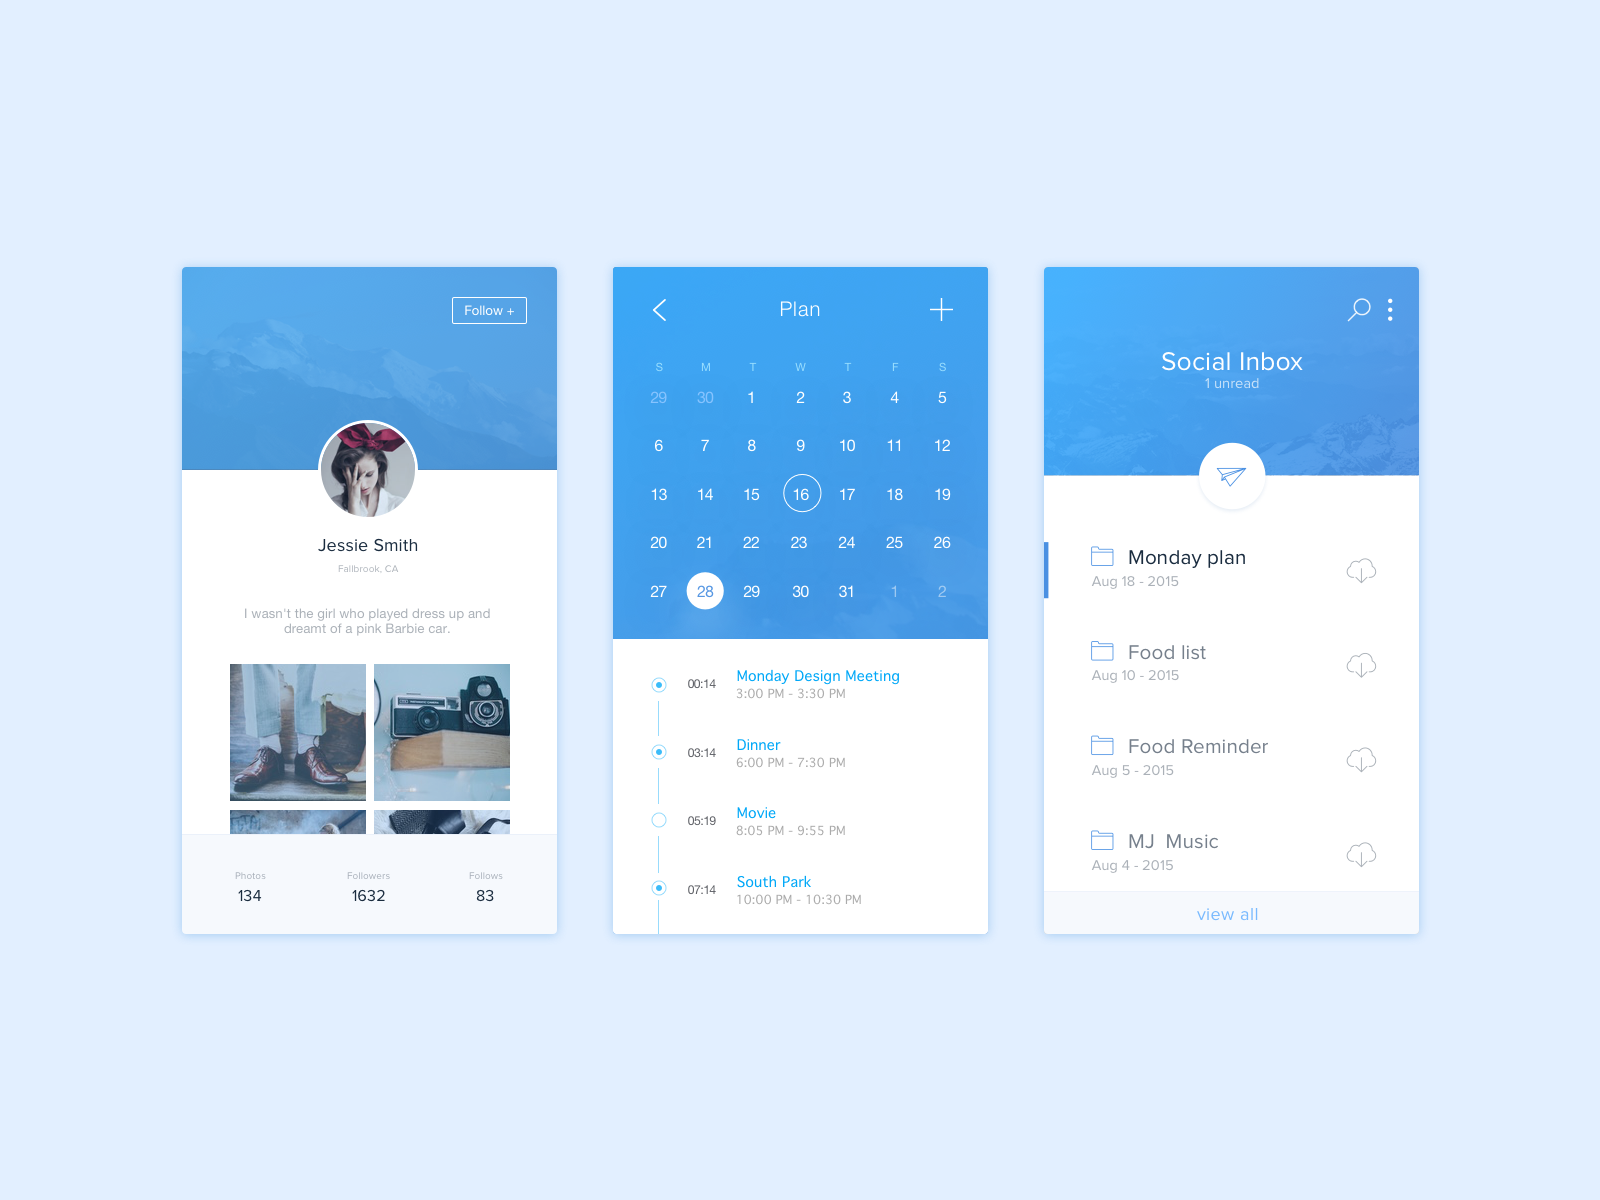 Follow +
Jessie Smith
Fallbrook, CA
I wasn't the girl who played dress up and
dreamt of a pink Barbie car.
Photos Followers Follows
134 1632 83
Plan
S M T W T F S
29 30 1 2 3 4 5
6 7 8 9 10 11 12
13 14 15 16 17 18 19
20 21 22 23 24 25 26
27 28 29 30 31 1 2
00:14 Monday Design Meeting
3:00 PM - 3:30 PM
03:14 Dinner
6:00 PM - 7:30 PM
05:19 Movie
8:05 PM - 9:55 PM
07:14 South Park
10:00 PM - 10:30 PM
Social Inbox
1 unread
Monday plan
Aug 18 - 2015
Food list
Aug 10 - 2015
Food Reminder
Aug 5 - 2015
MJ Music
Aug 4 - 2015
view all